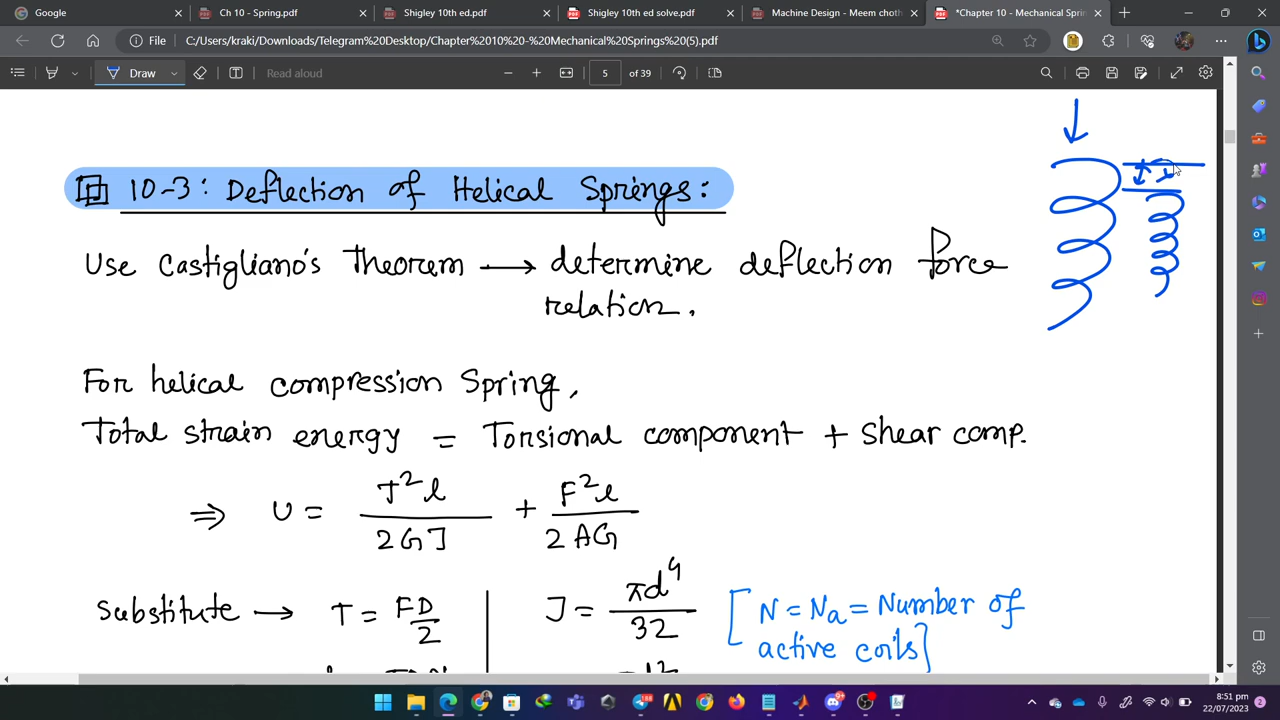 Google
Ch 10 - Spring.pdf
Shigley 10th ed.pdf
Shigley 10th ed solve.pdf
Machine Design - Meem chot
*Chapter 10 - Mechanical Sprin
File
C:/Users/kraki/Downloads/Telegram%20Desktop/Chapter%2010%20-%20Mechanical%20Springs%20(5).pdf
Draw
Read aloud
5 of 39
10-3: Deflection of Helical Springs:
Use Castigliano's Theorem → determine deflection force
relation.
For helical compression Spring,
Total strain energy = Torsional component + Shear comp.
⇒ U = T²l / 2GJ + F²l / 2AG
Substitute → T = FD/2 | J = πd⁴/32 [N = Na = Number of
active coils]
8:51 pm
22/07/2023